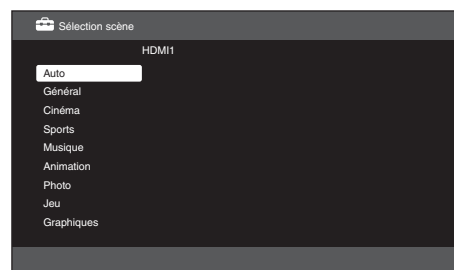 Sélection scène
HDMI1
Auto
Général
Cinéma
Sports
Musique
Animation
Photo
Jeu
Graphiques